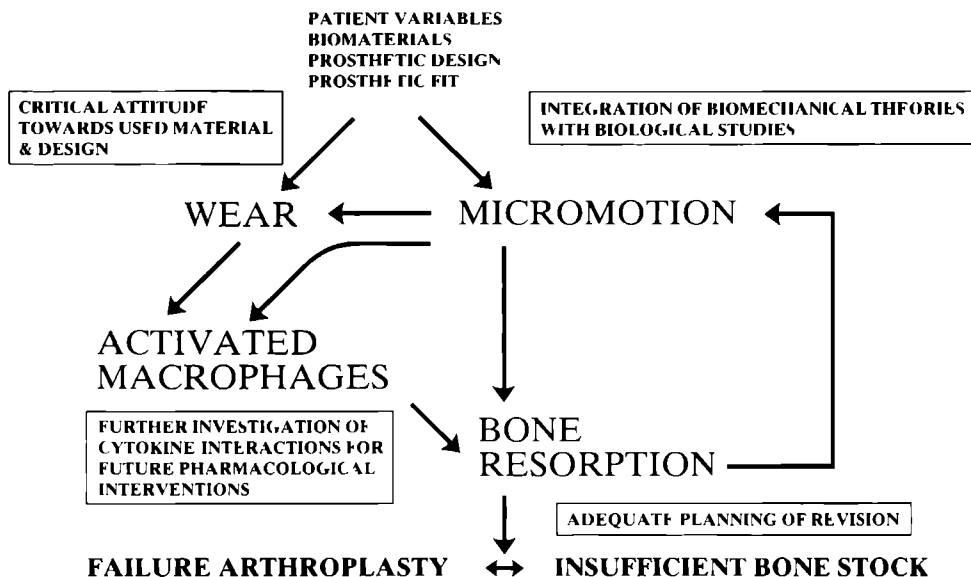 PATIENT VARIABLES
BIOMATERIALS
PROSTHETIC DESIGN
PROSTHETIC FIT
CRITICAL ATTITUDE
TOWARDS USED MATERIAL
& DESIGN
INTEGRATION OF BIOMECHANICAL THEORIES
WITH BIOLOGICAL STUDIES
WEAR
MICROMOTION
ACTIVATED
MACROPHAGES
FURTHER INVESTIGATION OF
CYTOKINE INTERACTIONS FOR
FUTURE PHARMACOLOGICAL
INTERVENTIONS
BONE
RESORPTION
ADEQUATE PLANNING OF REVISION
FAILURE ARTHROPLASTY ↔ INSUFFICIENT BONE STOCK